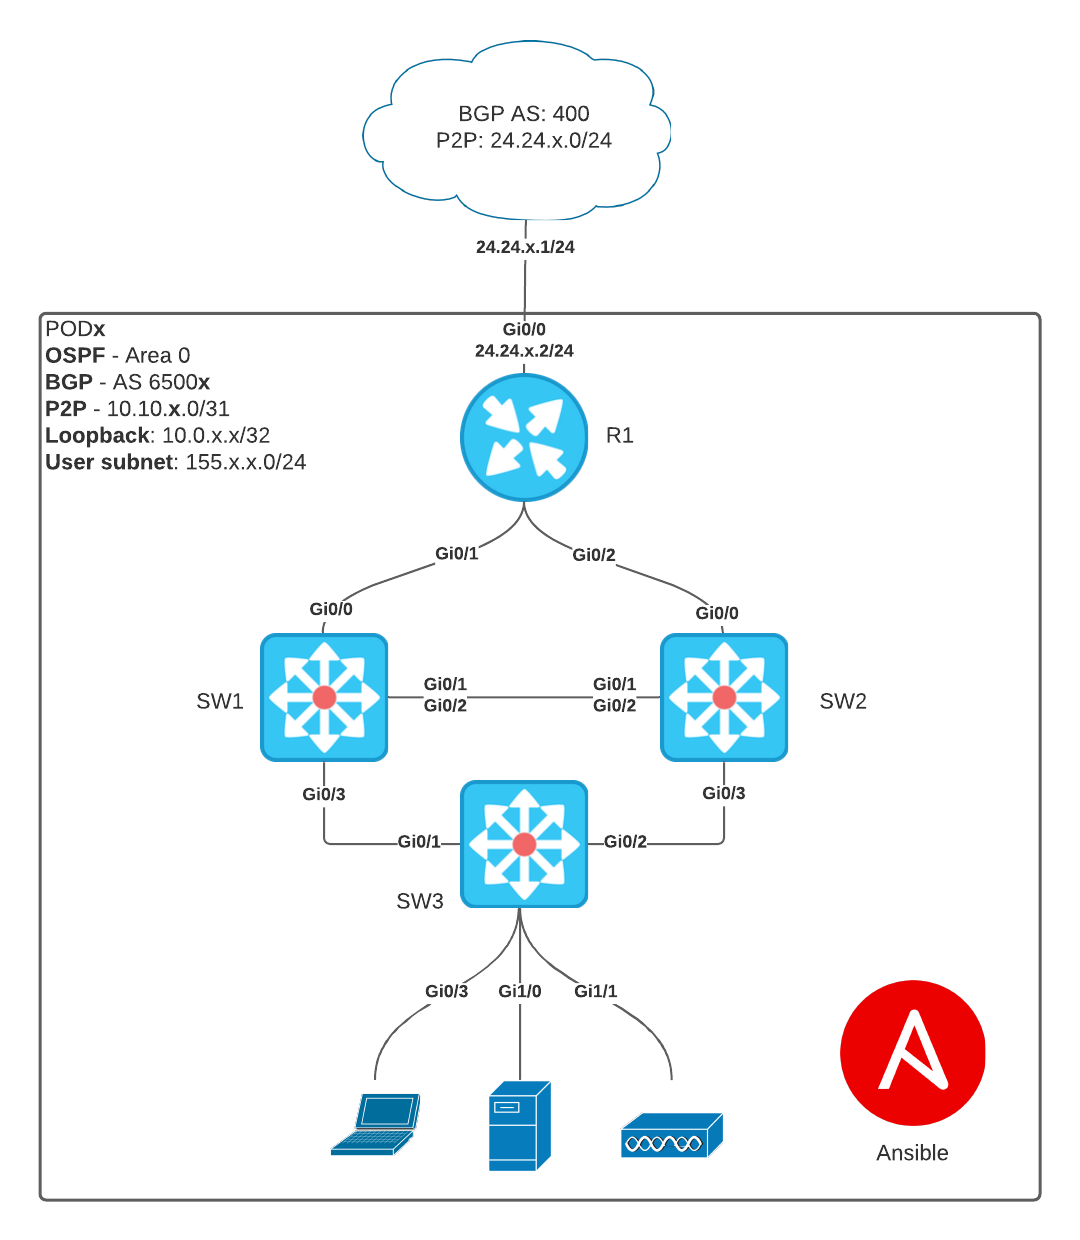 BGP AS: 400
P2P: 24.24.x.0/24
24.24.x.1/24
PODx
OSPF - Area 0
BGP - AS 6500x
P2P - 10.10.x.0/31
Loopback: 10.0.x.x/32
User subnet: 155.x.x.0/24
Gi0/0
24.24.x.2/24
R1
Gi0/1
Gi0/2
Gi0/0
Gi0/0
SW1
Gi0/1
Gi0/2
Gi0/1
Gi0/2
SW2
Gi0/3
Gi0/3
Gi0/1
Gi0/2
SW3
Gi0/3
Gi1/0
Gi1/1
Ansible